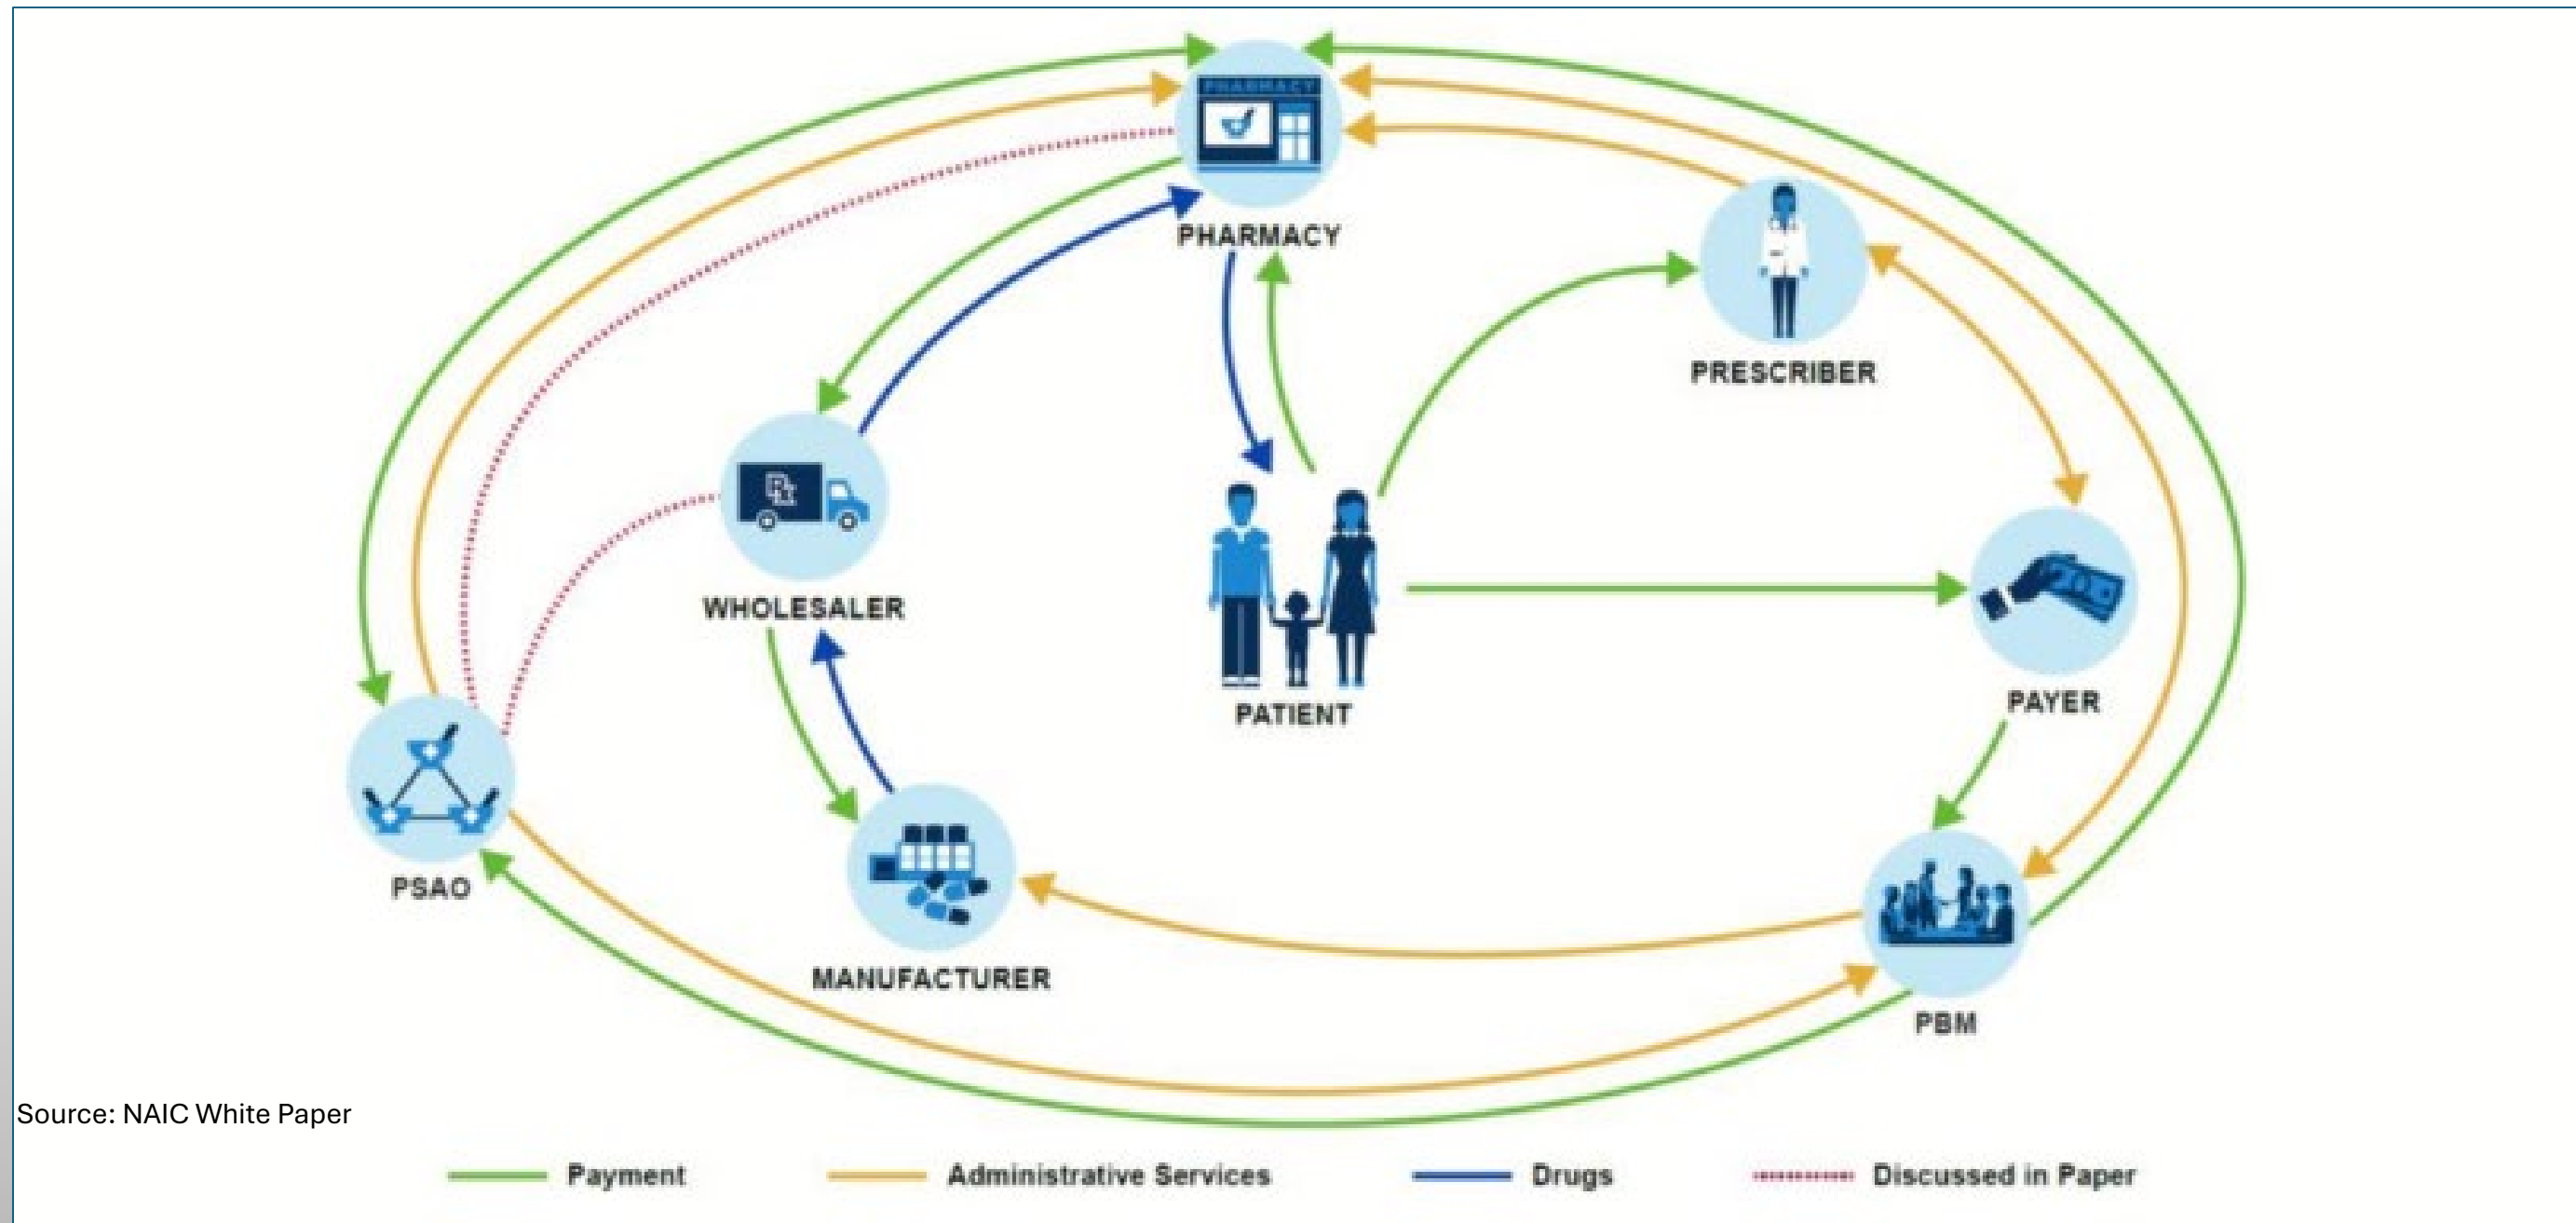 PHARMACY
PHARMACY
PRESCRIBER
Rx
WHOLESALER
PATIENT
PAYER
PSAO
MANUFACTURER
PBM
Source: NAIC White Paper
Payment
Administrative Services
Drugs
Discussed in Paper